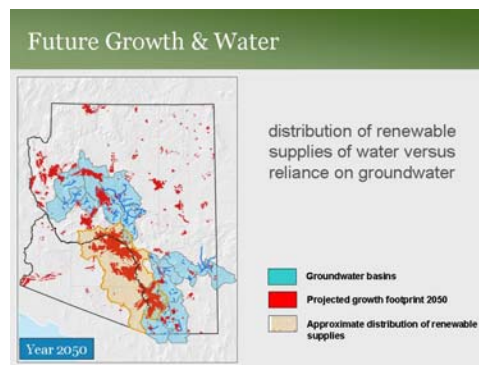 Future Growth & Water
distribution of renewable
supplies of water versus
reliance on groundwater
Groundwater basins
Projected growth footprint 2050
Approximate distribution of renewable
supplies
Year 2050